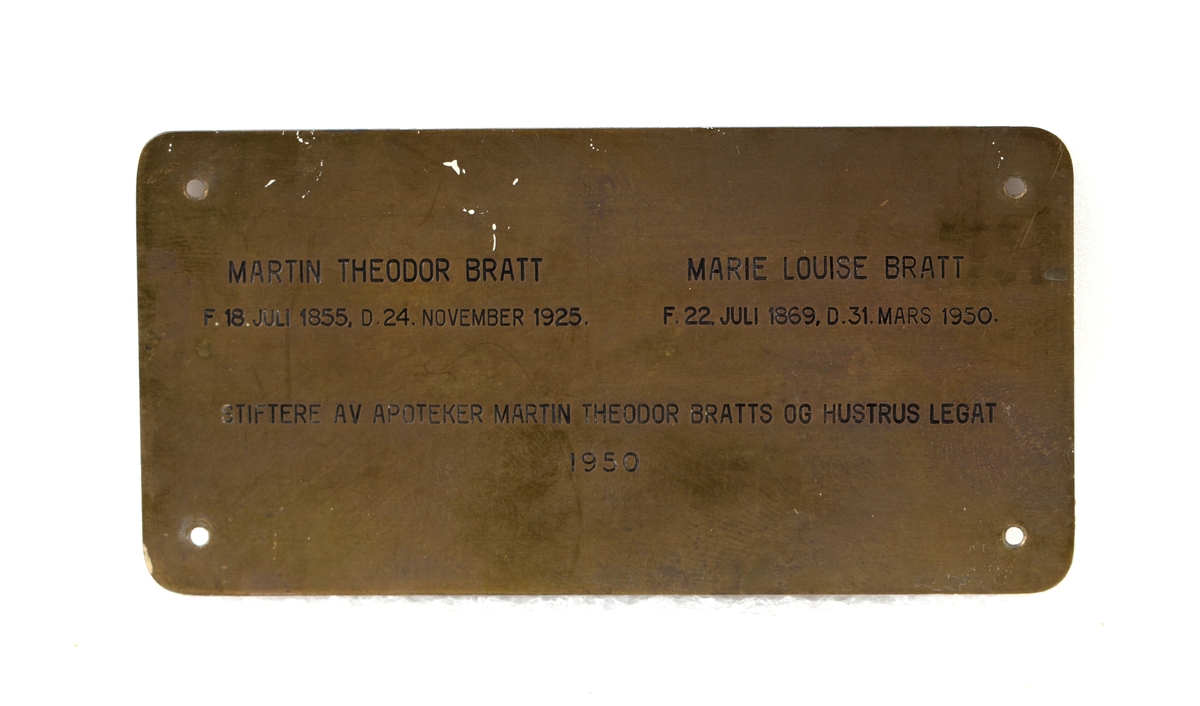 MARTIN THEODOR BRATT
F. 18. JULI 1855, D. 24. NOVEMBER 1925.
MARIE LOUISE BRATT
F. 22. JULI 1869, D. 31. MARS 1950.
STIFTERE AV APOTEKER MARTIN THEODOR BRATTS OG HUSTRUS LEGAT
1950